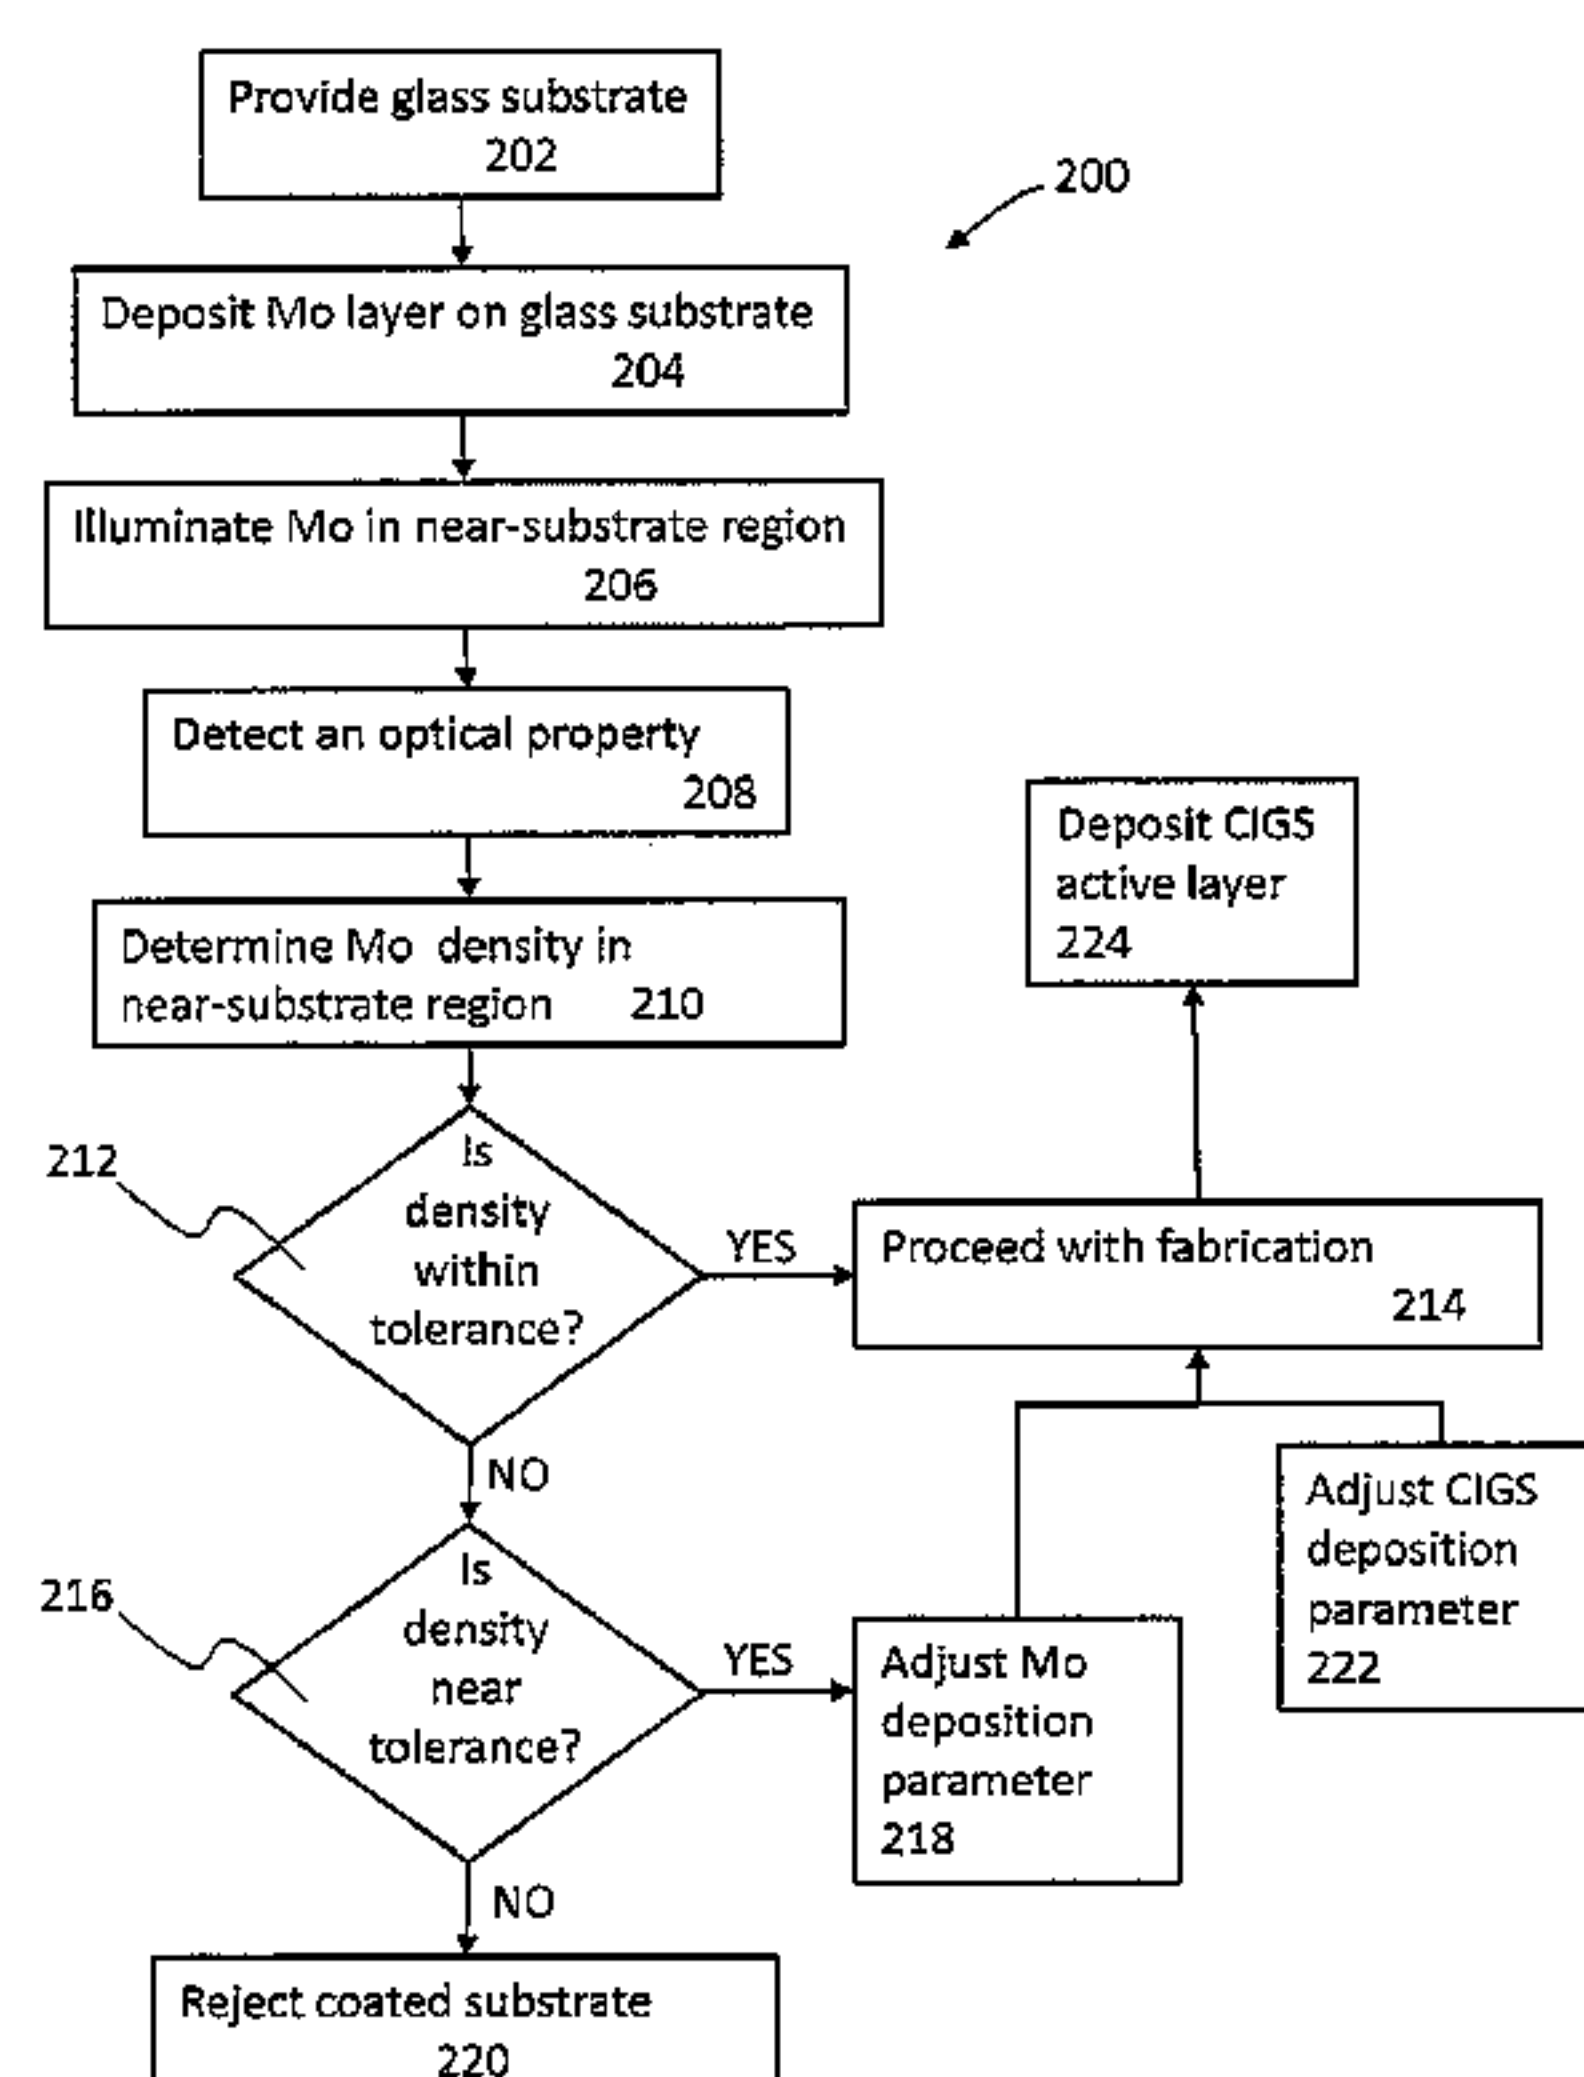 Provide glass substrate
202
200
Deposit Mo layer on glass substrate
204
Illuminate Mo in near-substrate region
206
Detect an optical property
208
Determine Mo density in
near-substrate region 210
Deposit CIGS
active layer
224
212
Is
density
within
tolerance?
YES
Proceed with fabrication
214
NO
216
Is
density
near
tolerance?
YES
Adjust Mo
deposition
parameter
218
Adjust CIGS
deposition
parameter
222
NO
Reject coated substrate
220